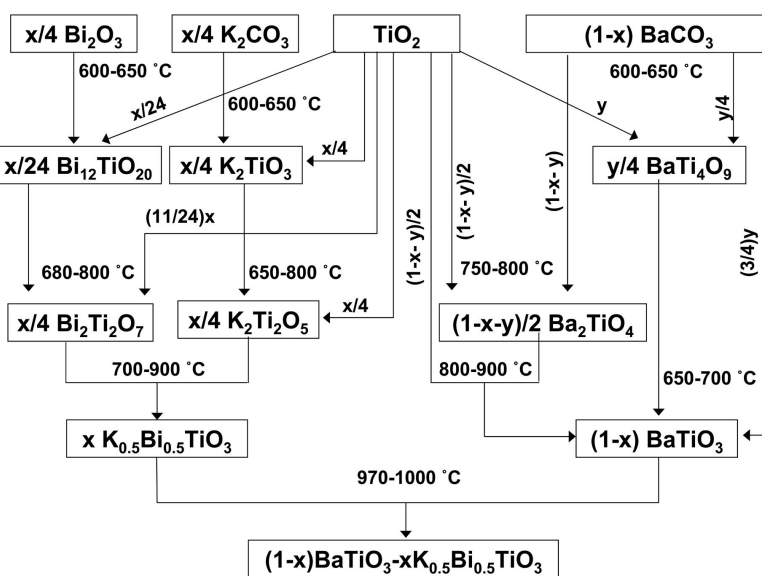 x/4 Bi₂O₃
x/4 K₂CO₃
TiO₂
(1-x) BaCO₃
600-650 ˚C
600-650 ˚C
600-650 ˚C
x/24
y
y/4
x/24 Bi₁₂TiO₂₀
x/4 K₂TiO₃
x/4
y/4 BaTi₄O₉
(1-x- y)/2
(1-x- y)/2
(1-x- y)
(11/24)x
(3/4)y
680-800 ˚C
650-800 ˚C
750-800 ˚C
x/4 Bi₂Ti₂O₇
x/4 K₂Ti₂O₅
x/4
(1-x-y)/2 Ba₂TiO₄
700-900 ˚C
800-900 ˚C
650-700 ˚C
x K₀.₅Bi₀.₅TiO₃
(1-x) BaTiO₃
970-1000 ˚C
(1-x)BaTiO₃-xK₀.₅Bi₀.₅TiO₃